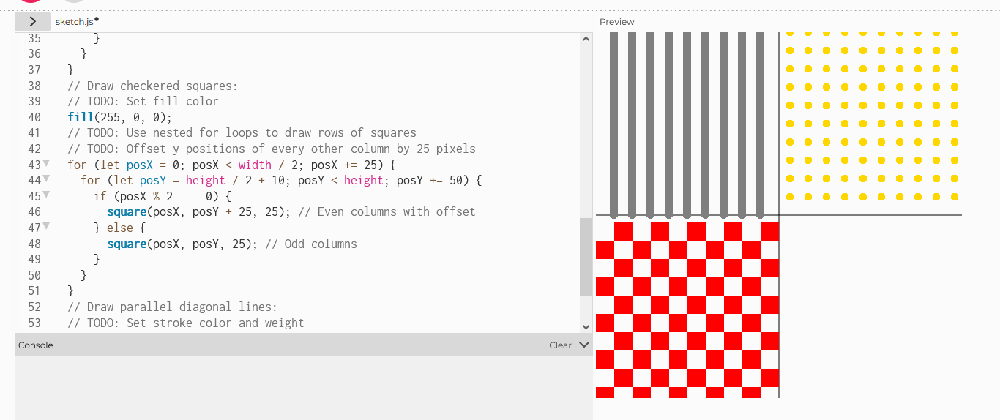 sketch.js
Preview
35 }
36 }
37 }
38 // Draw checkered squares:
39 // TODO: Set fill color
40 fill(255, 0, 0);
41 // TODO: Use nested for loops to draw rows of squares
42 // TODO: Offset y positions of every other column by 25 pixels
43 for (let posX = 0; posX < width / 2; posX += 25) {
44 for (let posY = height / 2 + 10; posY < height; posY += 50) {
45 if (posX % 2 === 0) {
46 square(posX, posY + 25, 25); // Even columns with offset
47 } else {
48 square(posX, posY, 25); // Odd columns
49 }
50 }
51 }
52 // Draw parallel diagonal lines:
53 // TODO: Set stroke color and weight
Console
Clear